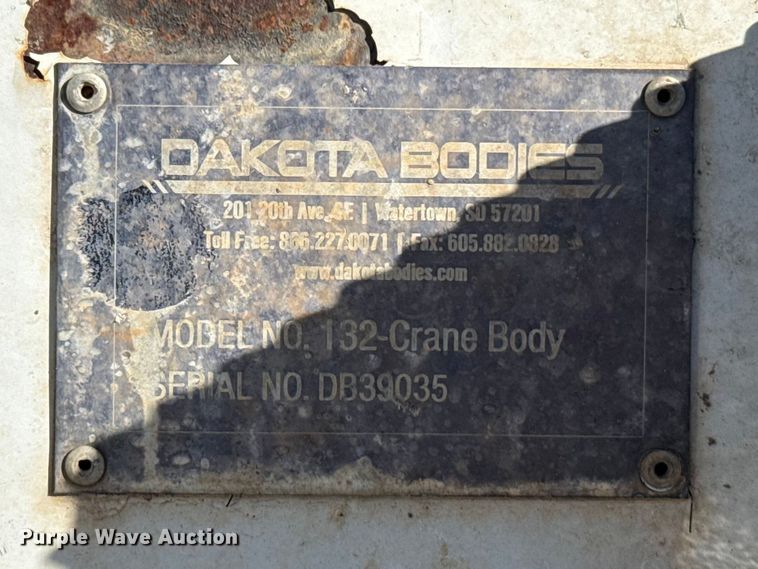 DAKOTA BODIES
201 20th Ave. SE | Watertown, SD 57201
Toll Free: 866.227.0071 | Fax: 605.882.0828
www.dakotabodies.com
MODEL NO. 132-Crane Body
SERIAL NO. DB39035
Purple Wave Auction